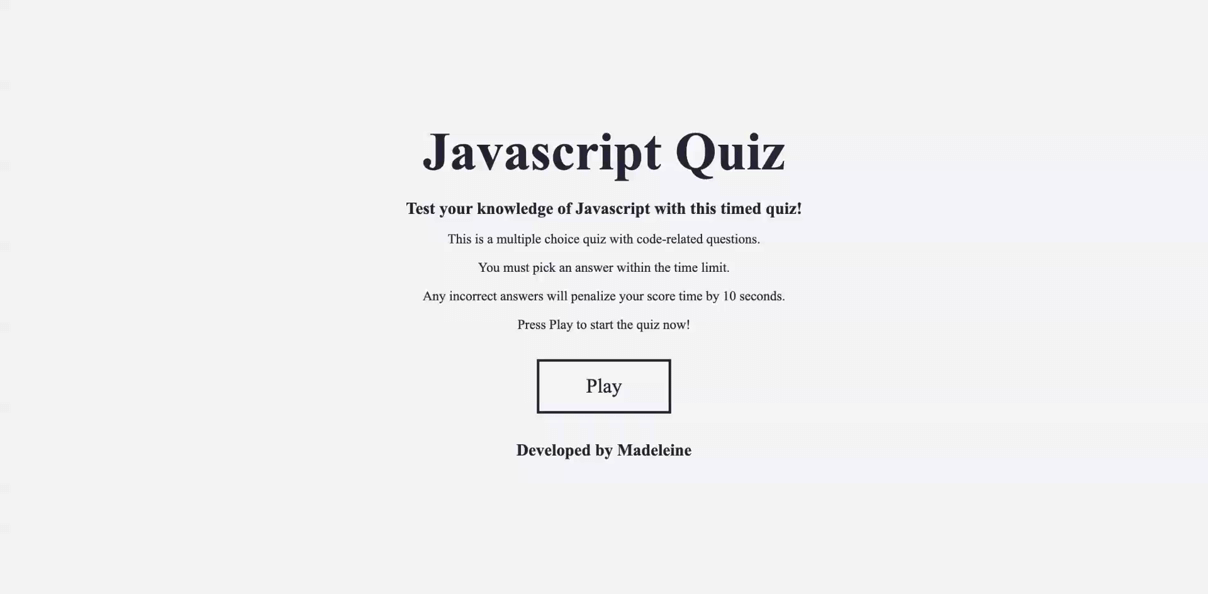 Javascript Quiz
Test your knowledge of Javascript with this timed quiz!
This is a multiple choice quiz with code-related questions.
You must pick an answer within the time limit.
Any incorrect answers will penalize your score time by 10 seconds.
Press Play to start the quiz now!
Play
Developed by Madeleine